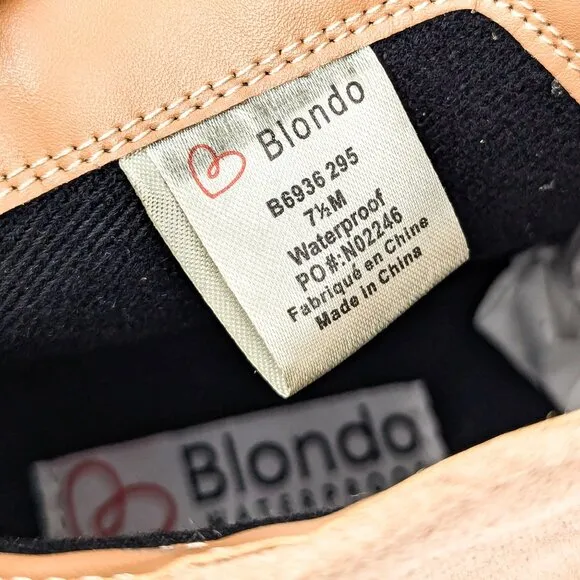 Blondo
B6936 295
7½M
Waterproof
PO#:N02246
Fabriqué en Chine
Made in China
Blondo
WATERPROOF